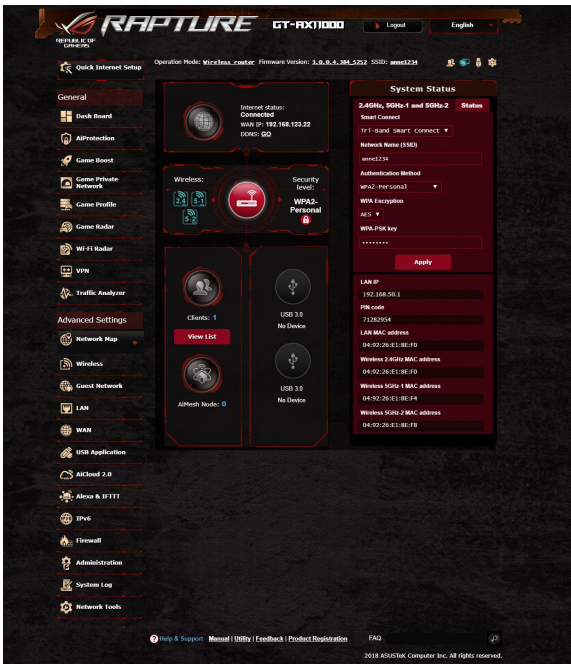 REPUBLIC OF
GAMERS
RAPTURE GT-AX11000
Logout
English
Quick Internet Setup
Operation Mode: Wireless router Firmware Version: 3.0.0.4.384_5252 SSID: anne1234
General
Dash Board
AiProtection
Game Boost
Game Private
Network
Game Profile
Game Radar
Wi-Fi Radar
VPN
Traffic Analyzer
Advanced Settings
Network Map
Wireless
Guest Network
LAN
WAN
USB Application
AiCloud 2.0
Alexa & IFTTT
IPv6
Firewall
Administration
System Log
Network Tools
Internet status:
Connected
WAN IP: 192.168.123.22
DDNS: GO
Wireless:
2.4 5-1
5-2
Security
level:
WPA2-
Personal
Clients: 1
View List
AiMesh Node: 0
USB 3.0
No Device
USB 3.0
No Device
System Status
2.4GHz, 5GHz-1 and 5GHz-2 Status
Smart Connect
Tri-Band Smart Connect
Network Name (SSID)
anne1234
Authentication Method
WPA2-Personal
WPA Encryption
AES
WPA-PSK key
••••••••
Apply
LAN IP
192.168.50.1
PIN code
71282954
LAN MAC address
04:92:26:E1:8E:F0
Wireless 2.4GHz MAC address
04:92:26:E1:8E:F0
Wireless 5GHz-1 MAC address
04:92:26:E1:8E:F4
Wireless 5GHz-2 MAC address
04:92:26:E1:8E:F8
Help & Support Manual | Utility | Feedback | Product Registration FAQ
2018 ASUSTeK Computer Inc. All rights reserved.